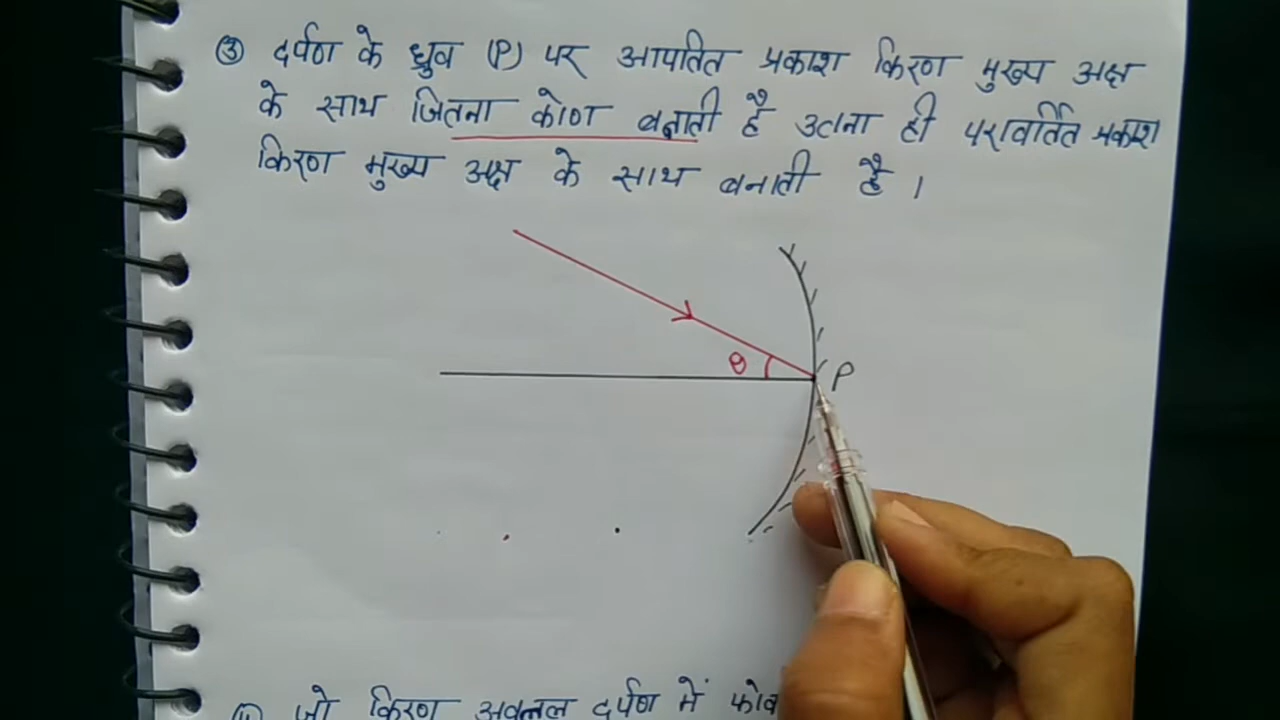 ③ दर्पण के ध्रुव (P) पर आपतित प्रकाश किरण मुख्य अक्ष
के साथ जितना कोण बनाती है उतना ही परावर्तित प्रकाश
किरण मुख्य अक्ष के साथ बनाती है ।
θ
P
जो किरण अवतल दर्पण में